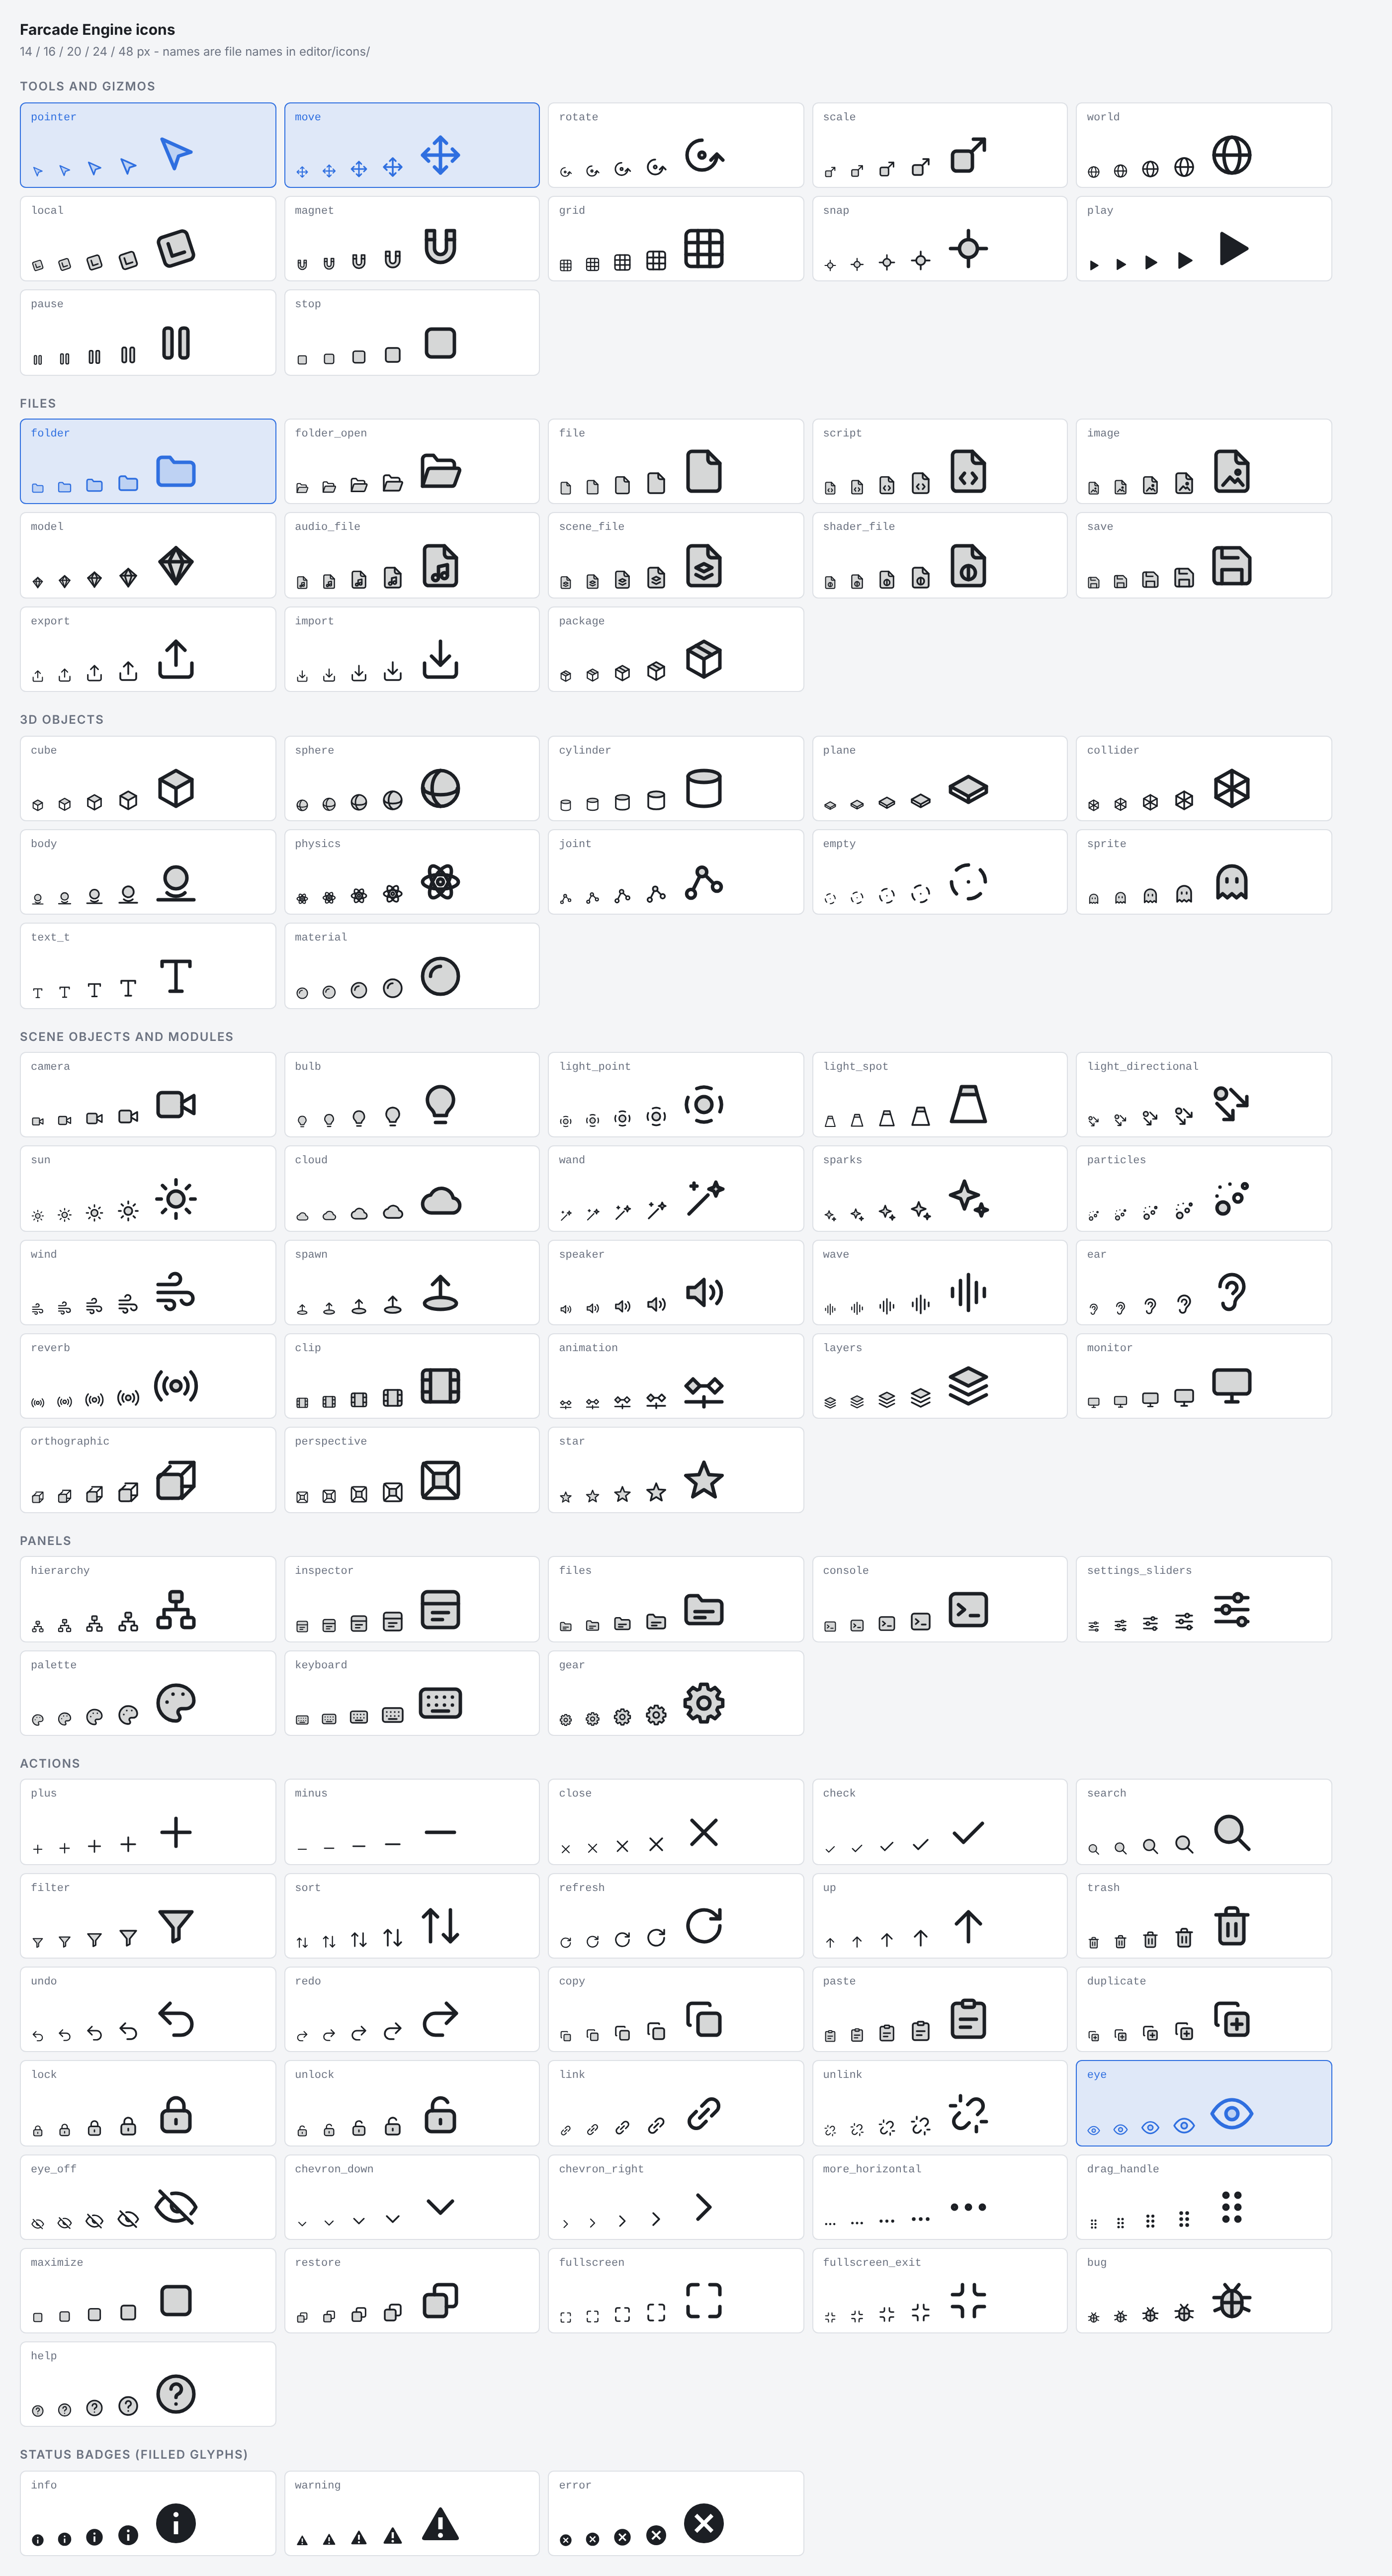 Farcade Engine icons
14 / 16 / 20 / 24 / 48 px - names are file names in editor/icons/
TOOLS AND GIZMOS
pointer move rotate scale world
local magnet grid snap play
pause stop
FILES
folder folder_open file script image
model audio_file scene_file shader_file save
export import package
3D OBJECTS
cube sphere cylinder plane collider
body physics joint empty sprite
text_t material
SCENE OBJECTS AND MODULES
camera bulb light_point light_spot light_directional
sun cloud wand sparks particles
wind spawn speaker wave ear
reverb clip animation layers monitor
orthographic perspective star
PANELS
hierarchy inspector files console settings_sliders
palette keyboard gear
ACTIONS
plus minus close check search
filter sort refresh up trash
undo redo copy paste duplicate
lock unlock link unlink eye
eye_off chevron_down chevron_right more_horizontal drag_handle
maximize restore fullscreen fullscreen_exit bug
help
STATUS BADGES (FILLED GLYPHS)
info warning error